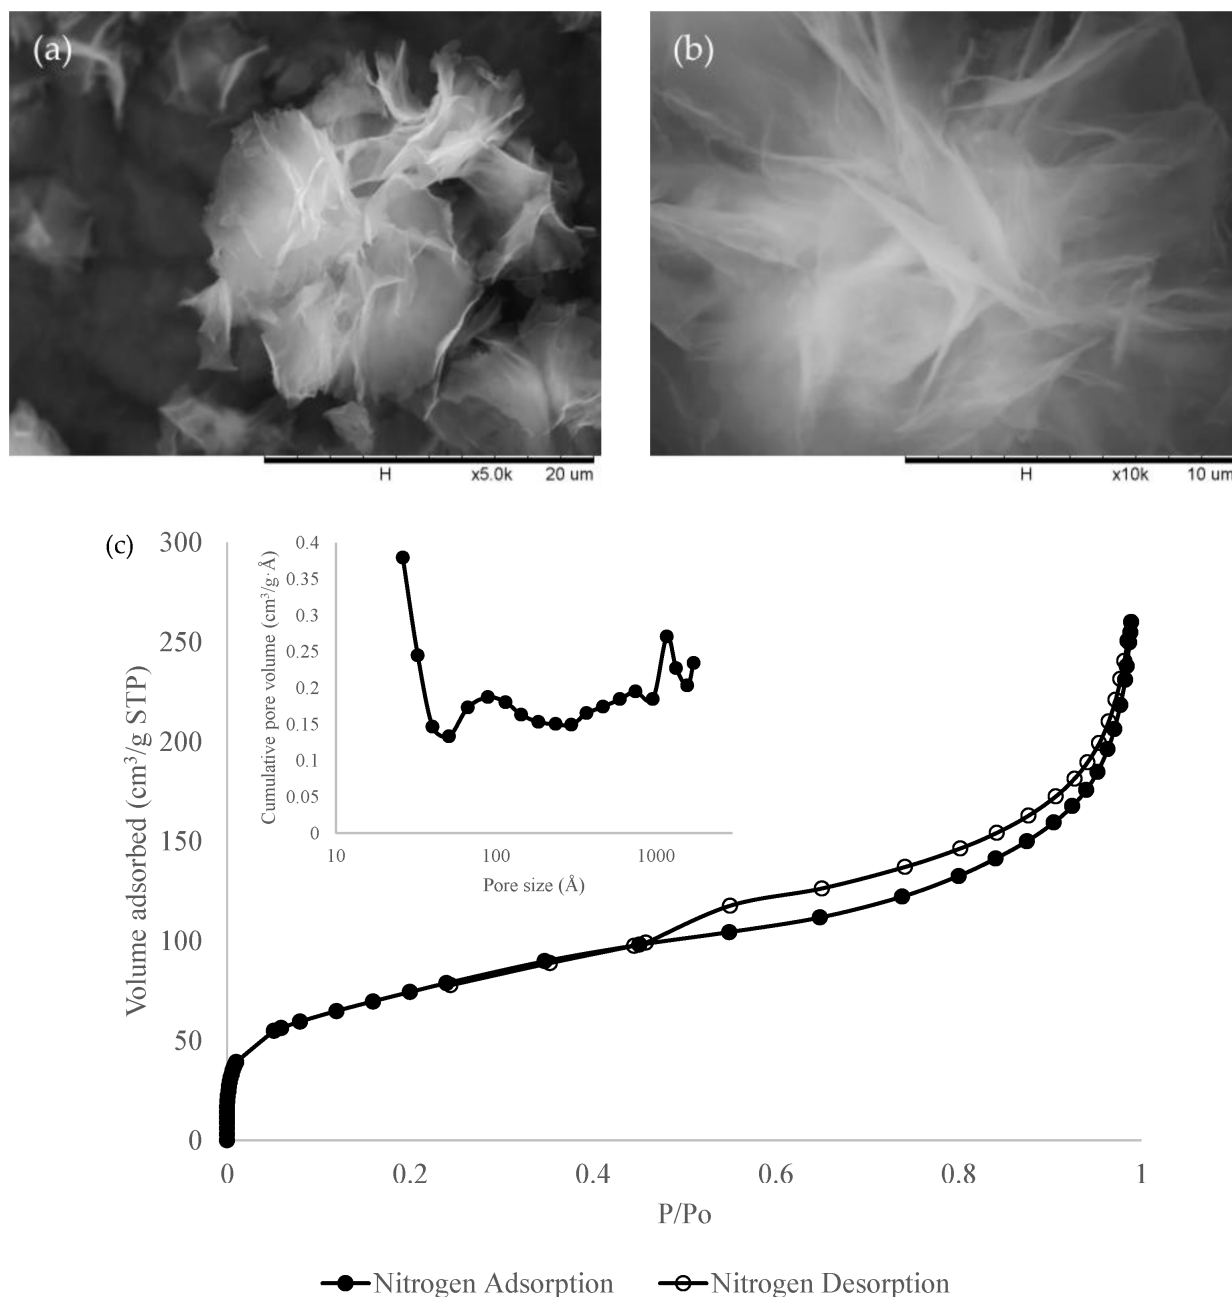 (a)
(b)
H x5.0k 20 um
H x10k 10 um
(c)
300
250
200
150
100
50
0
Volume adsorbed (cm³/g STP)
0.4
0.35
0.3
0.25
0.2
0.15
0.1
0.05
0
Cumulative pore volume (cm³/g·Å)
10 100 1000
Pore size (Å)
0 0.2 0.4 0.6 0.8 1
P/Po
Nitrogen Adsorption Nitrogen Desorption